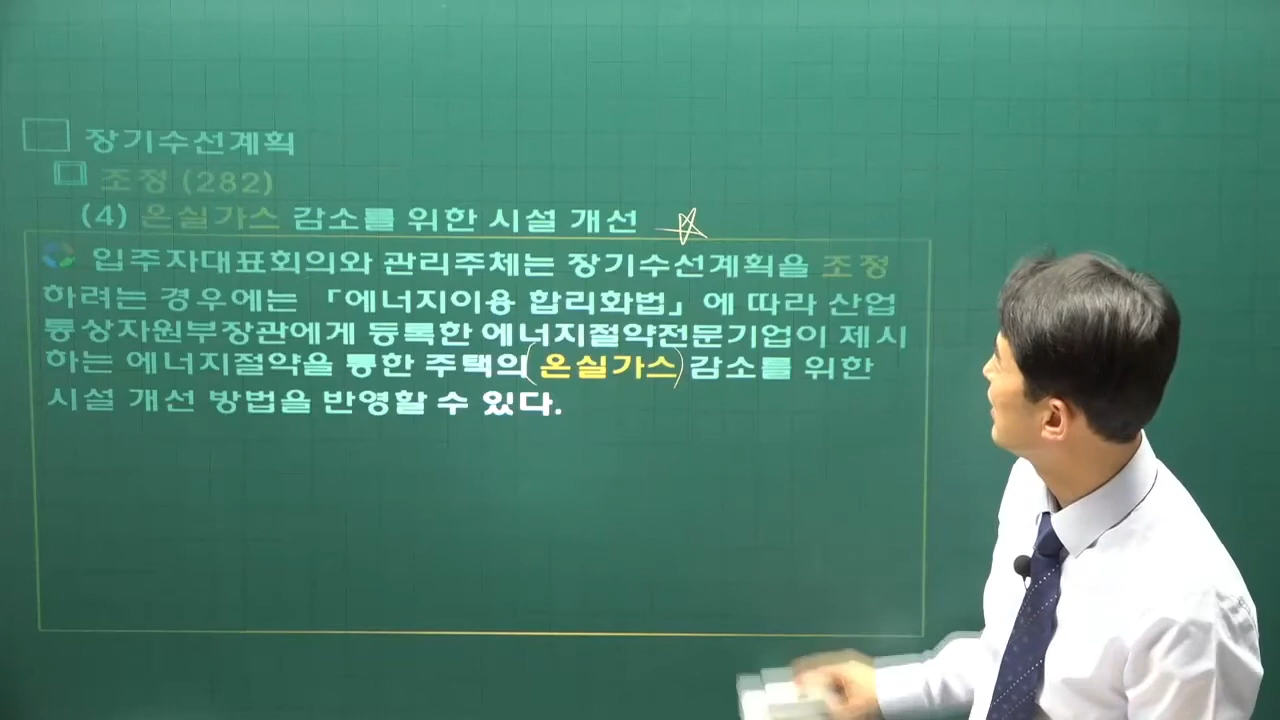 장기수선계획
조정 (282)
(4) 온실가스 감소를 위한 시설 개선
입주자대표회의와 관리주체는 장기수선계획을 조정
하려는 경우에는 「에너지이용 합리화법」에 따라 산업
통상자원부장관에게 등록한 에너지절약전문기업이 제시
하는 에너지절약을 통한 주택의 (온실가스) 감소를 위한
시설 개선 방법을 반영할 수 있다.